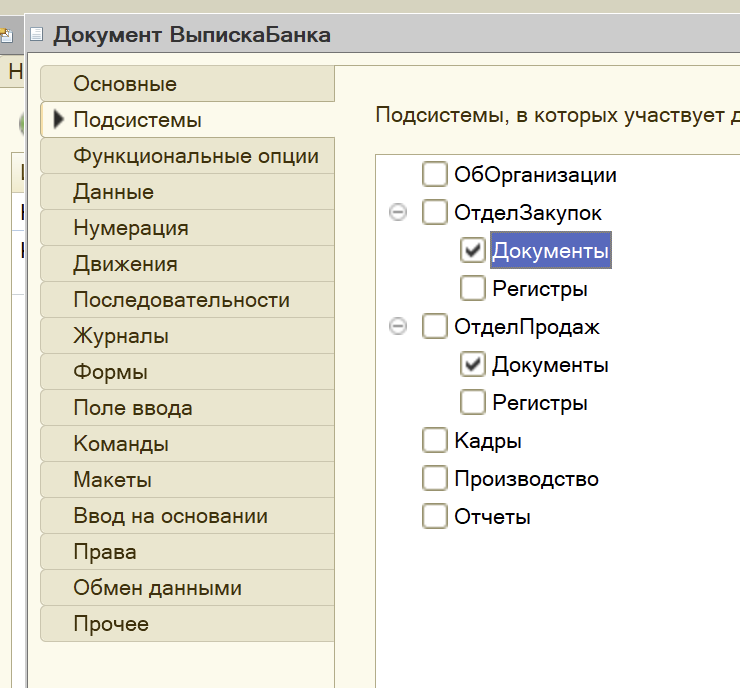 Документ ВыпискаБанка
Н
Основные
Подсистемы
Функциональные опции
Данные
Нумерация
Движения
Последовательности
Журналы
Формы
Поле ввода
Команды
Макеты
Ввод на основании
Права
Обмен данными
Прочее
Подсистемы, в которых участвует д
ОбОрганизации
ОтделЗакупок
Документы
Регистры
ОтделПродаж
Документы
Регистры
Кадры
Производство
Отчеты